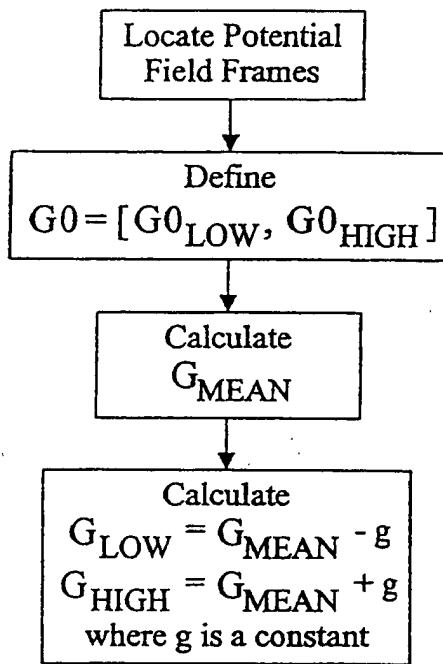 Locate Potential
Field Frames
Define
G0 = [G0LOW, G0HIGH]
Calculate
GMEAN
Calculate
GLOW = GMEAN - g
GHIGH = GMEAN + g
where g is a constant